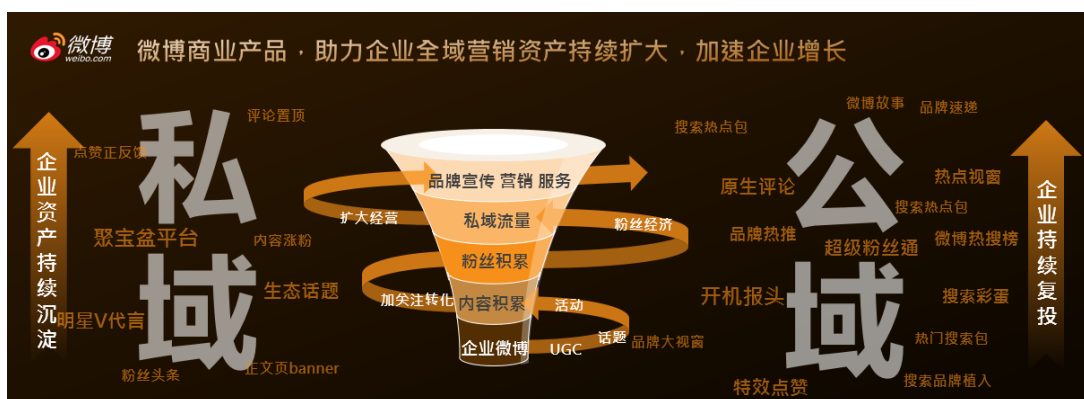 微博
weibo.com
微博商业产品，助力企业全域营销资产持续扩大，加速企业增长
企业资产持续沉淀
私域
评论置顶
点赞正反馈
聚宝盆平台
内容涨粉
生态话题
明星V代言
粉丝头条
正文页banner
品牌宣传 营销 服务
扩大经营
私域流量
粉丝经济
粉丝积累
加关注转化
内容积累
活动
企业微博
UGC
话题
公域
微博故事
品牌速递
搜索热点包
原生评论
热点视窗
搜索热点包
品牌热推
超级粉丝通
微博热搜榜
开机报头
搜索彩蛋
品牌大视窗
热门搜索包
特效点赞
搜索品牌植入
企业持续复投